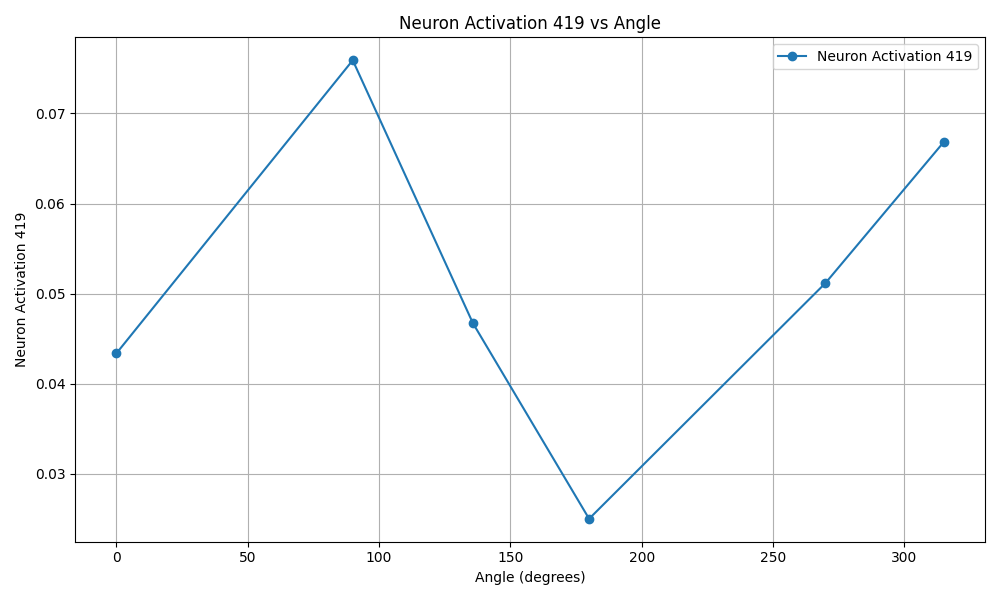 Neuron Activation 419 vs Angle
Neuron Activation 419
0.07
0.06
0.05
0.04
0.03
Neuron Activation 419
0 50 100 150 200 250 300
Angle (degrees)